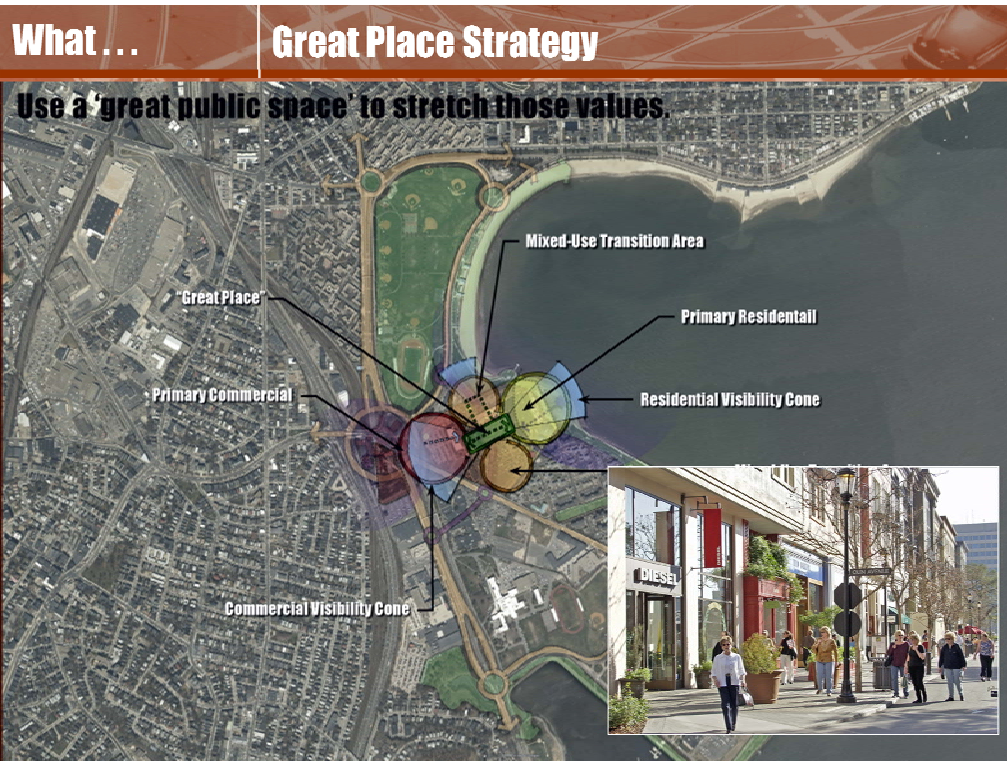 What . . .
Great Place Strategy
Use a 'great public space' to stretch those values.
Mixed-Use Transition Area
"Great Place"
Primary Residentail
Primary Commercial
Residential Visibility Cone
DIESEL
Commercial Visibility Cone